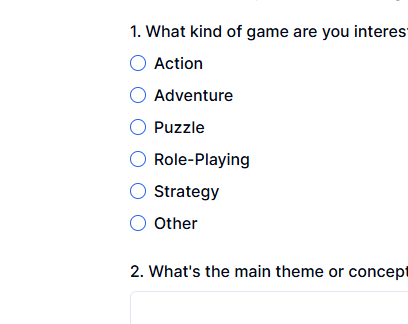 1. What kind of game are you
Action
Adventure
Puzzle
Role-Playing
Strategy
Other
2. What's the main theme or concept